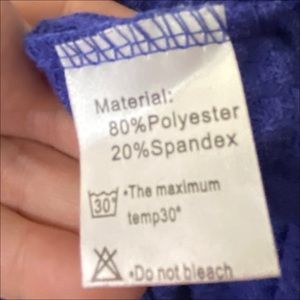 Material:
80%Polyester
20%Spandex
30° •The maximum
temp30°
•Do not bleach